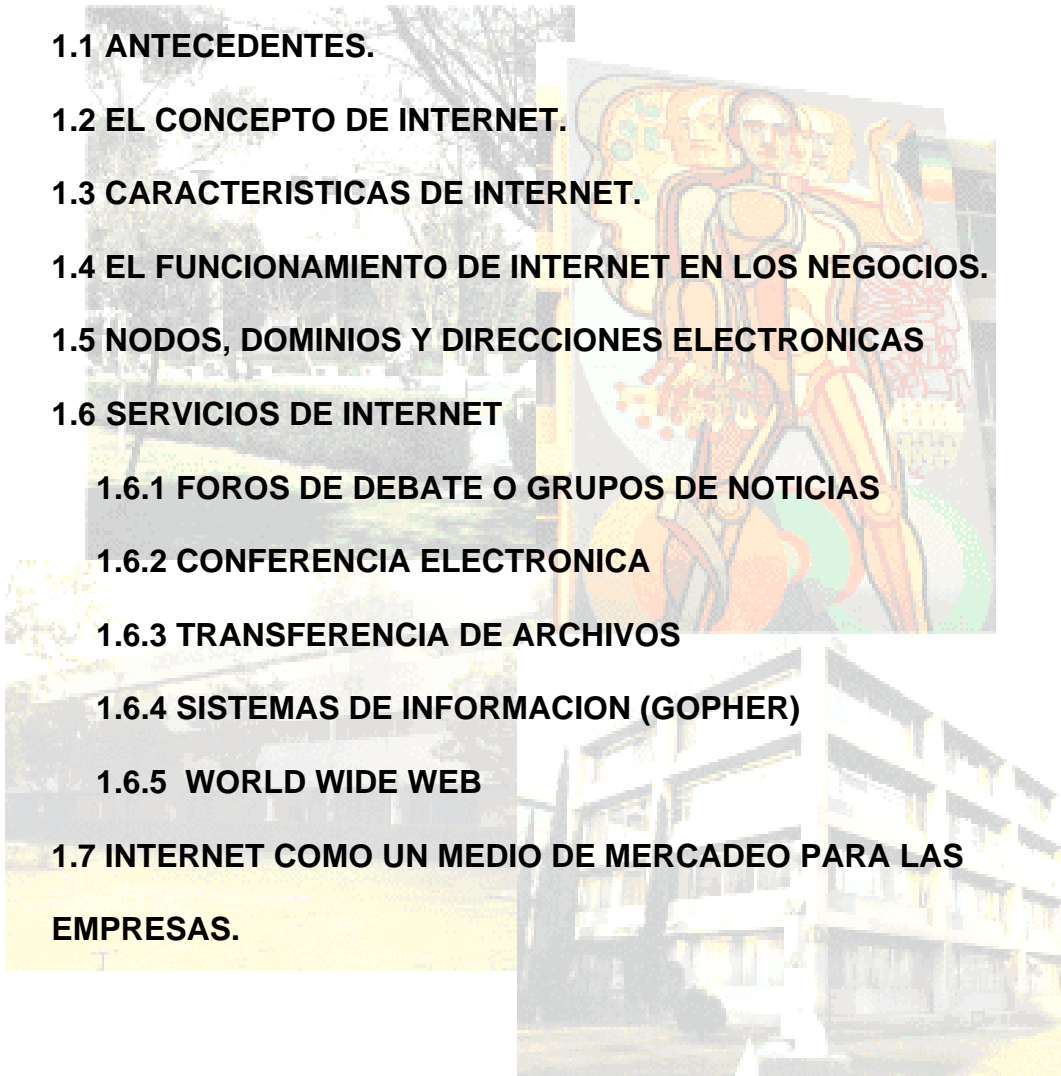 1.1 ANTECEDENTES.
1.2 EL CONCEPTO DE INTERNET.
1.3 CARACTERISTICAS DE INTERNET.
1.4 EL FUNCIONAMIENTO DE INTERNET EN LOS NEGOCIOS.
1.5 NODOS, DOMINIOS Y DIRECCIONES ELECTRONICAS
1.6 SERVICIOS DE INTERNET
1.6.1 FOROS DE DEBATE O GRUPOS DE NOTICIAS
1.6.2 CONFERENCIA ELECTRONICA
1.6.3 TRANSFERENCIA DE ARCHIVOS
1.6.4 SISTEMAS DE INFORMACION (GOPHER)
1.6.5 WORLD WIDE WEB
1.7 INTERNET COMO UN MEDIO DE MERCADEO PARA LAS
EMPRESAS.